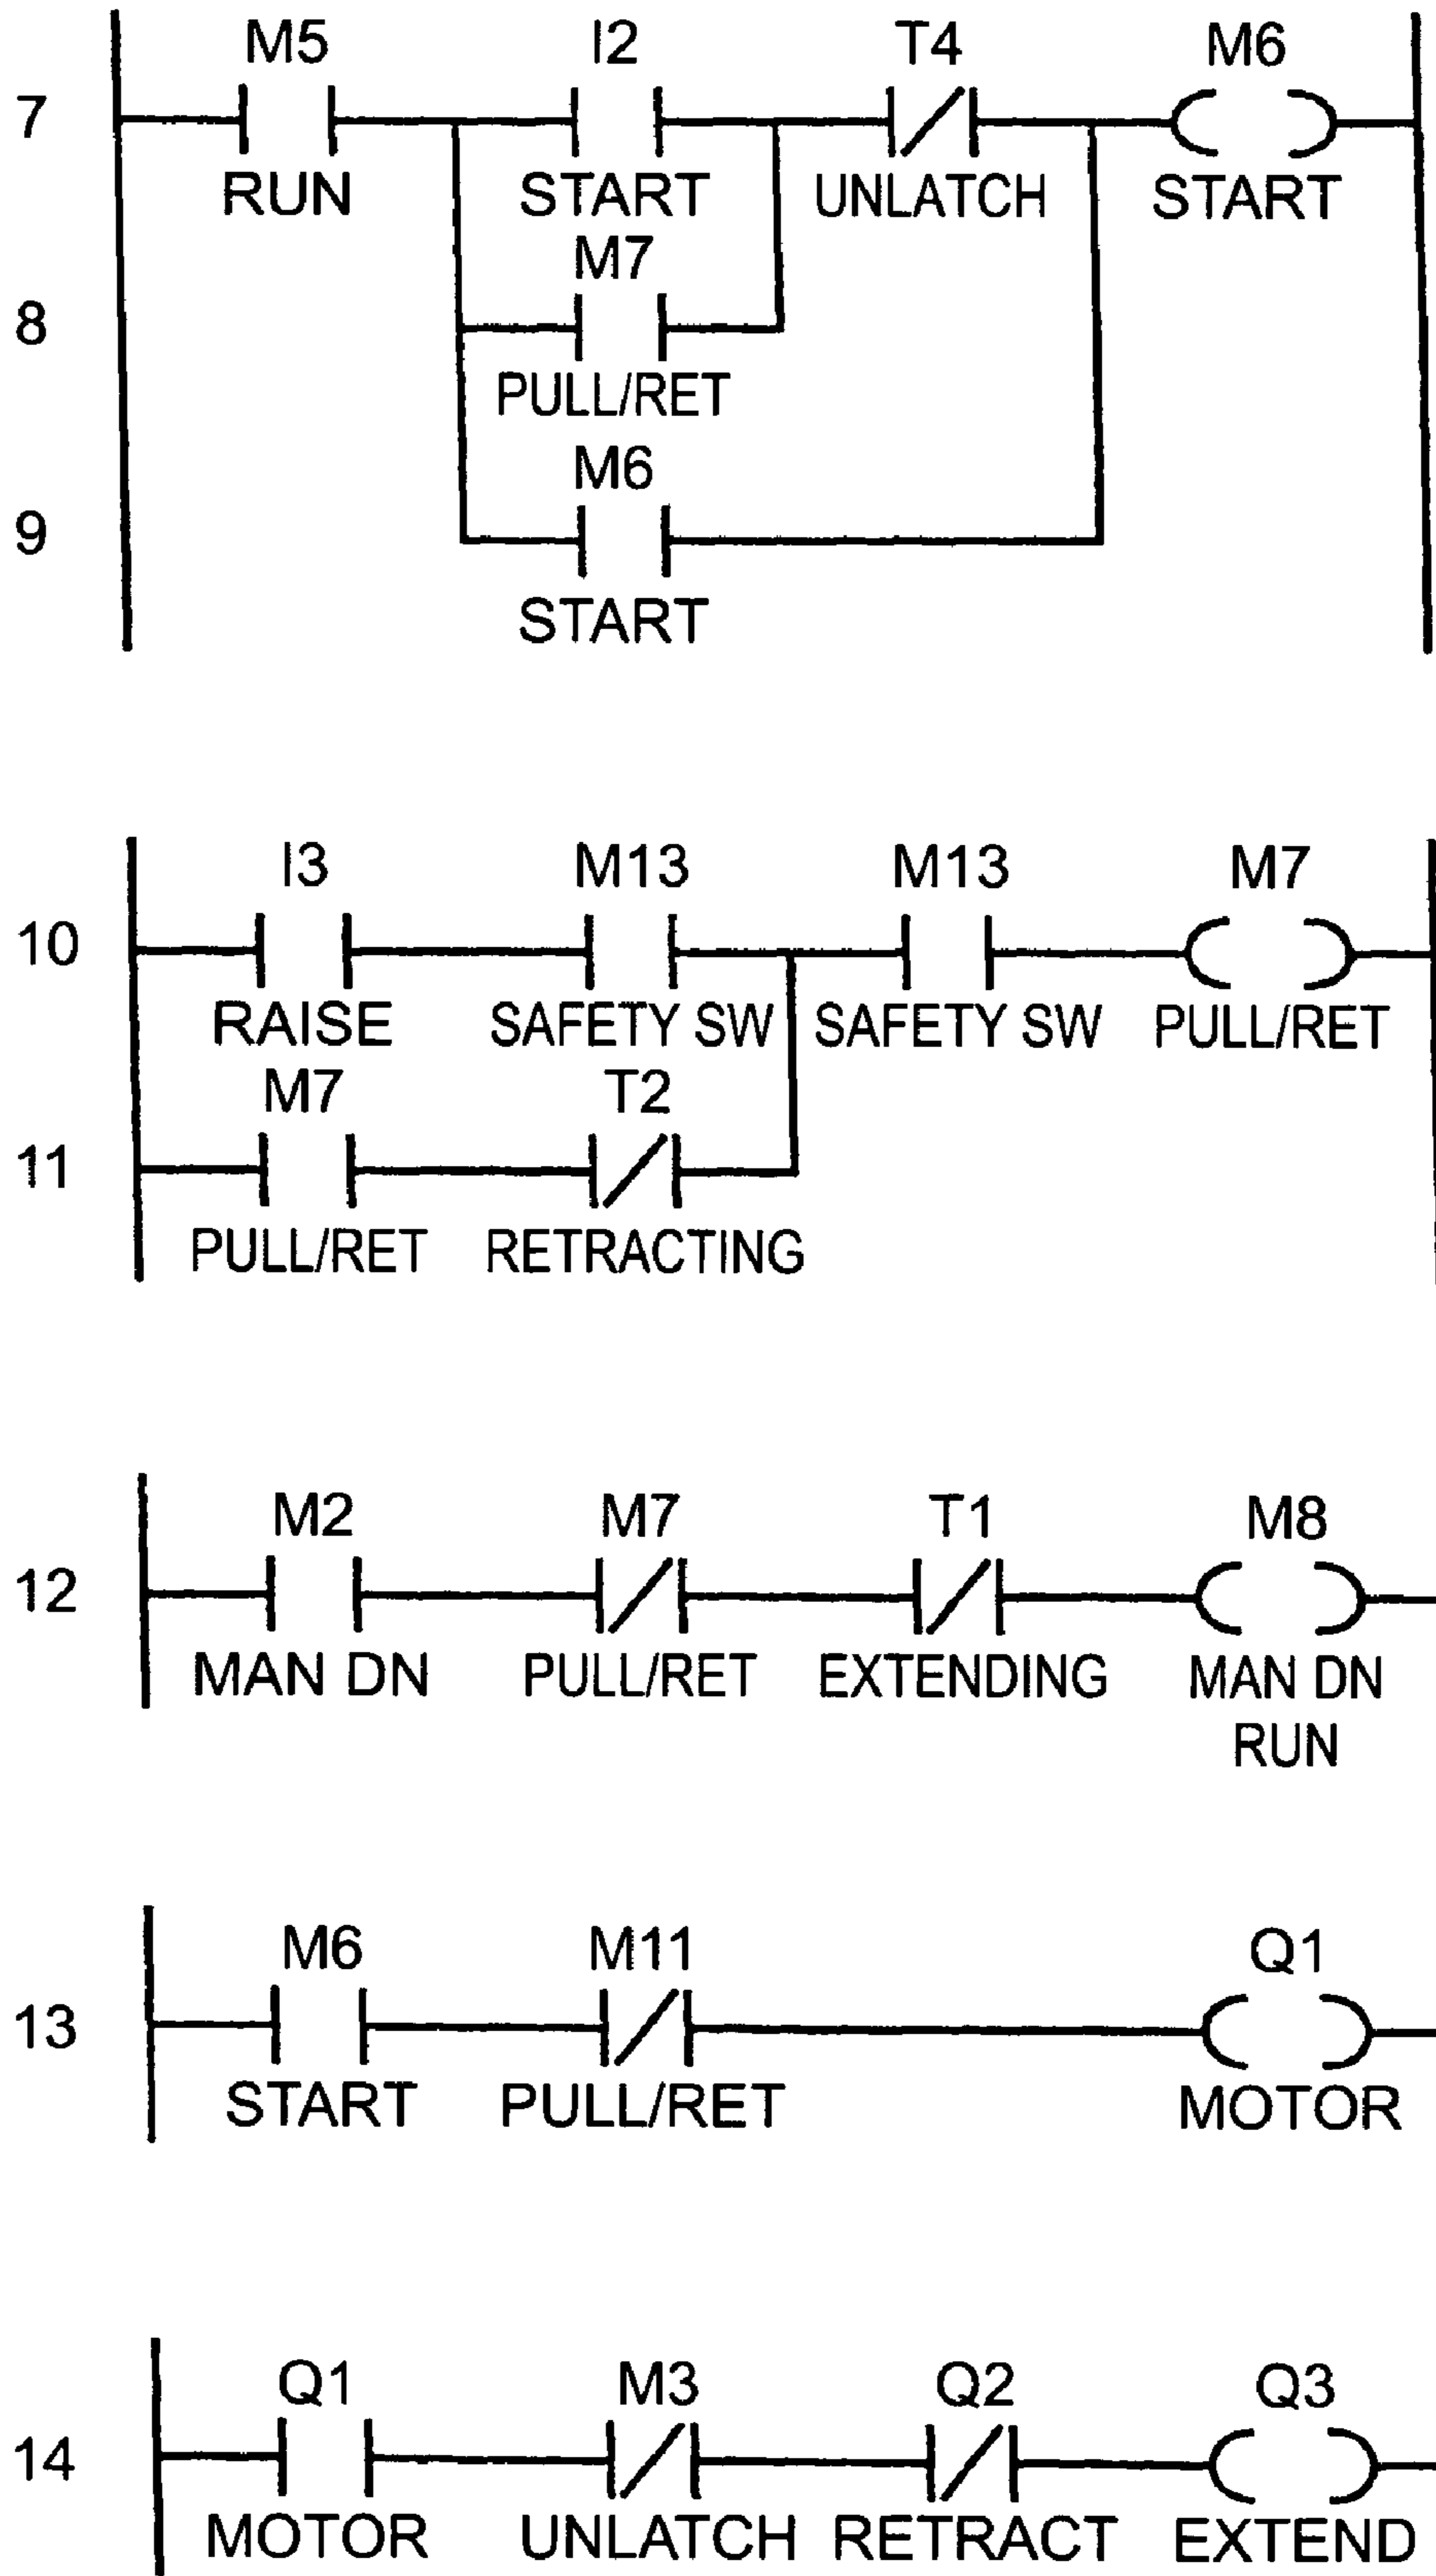 M5 I2 T4 M6
7
RUN START UNLATCH START
M7
8
PULL/RET
M6
9
START
I3 M13 M13 M7
10
RAISE SAFETY SW SAFETY SW PULL/RET
M7 T2
11
PULL/RET RETRACTING
M2 M7 T1 M8
12
MAN DN PULL/RET EXTENDING MAN DN
RUN
M6 M11 Q1
13
START PULL/RET MOTOR
Q1 M3 Q2 Q3
14
MOTOR UNLATCH RETRACT EXTEND